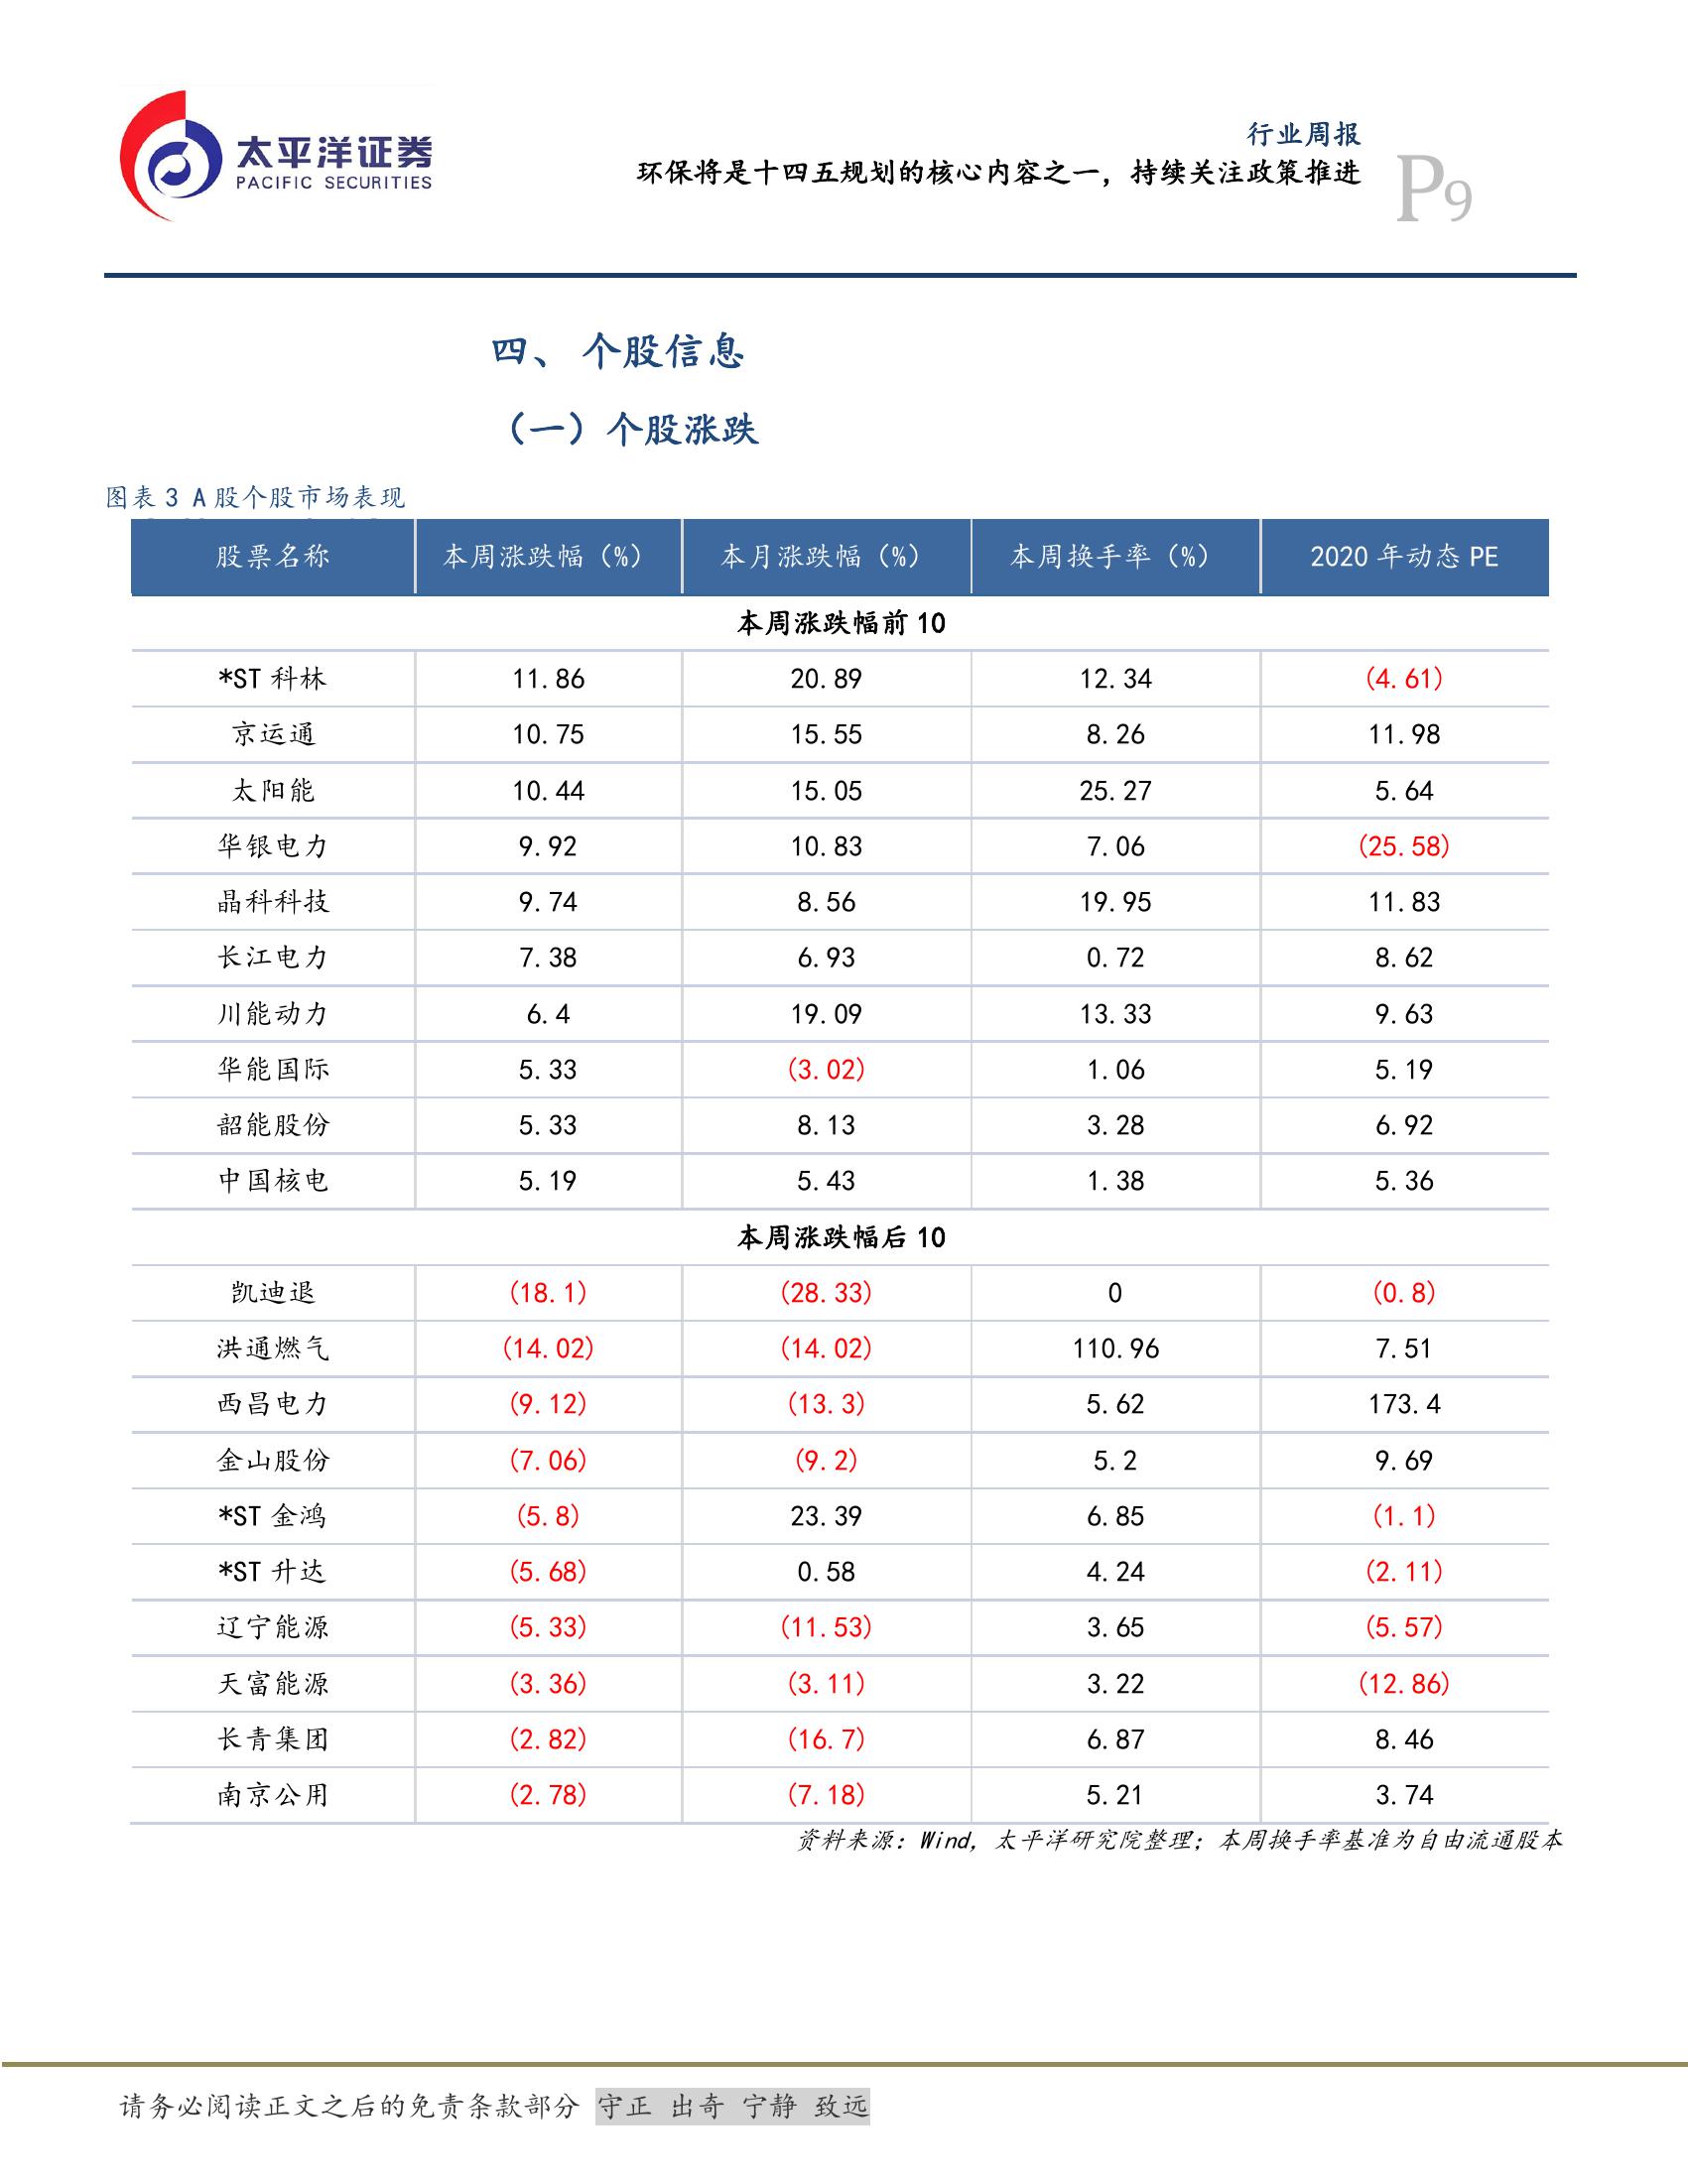 太平洋证券
PACIFIC SECURITIES
行业周报
环保将是十四五规划的核心内容之一，持续关注政策推进
P9
四、 个股信息
（一）个股涨跌
图表 3 A 股个股市场表现
股票名称 本周涨跌幅（%） 本月涨跌幅（%） 本周换手率（%） 2020 年动态 PE
本周涨跌幅前 10
*ST 科林 11.86 20.89 12.34 (4.61)
京运通 10.75 15.55 8.26 11.98
太阳能 10.44 15.05 25.27 5.64
华银电力 9.92 10.83 7.06 (25.58)
晶科科技 9.74 8.56 19.95 11.83
长江电力 7.38 6.93 0.72 8.62
川能动力 6.4 19.09 13.33 9.63
华能国际 5.33 (3.02) 1.06 5.19
韶能股份 5.33 8.13 3.28 6.92
中国核电 5.19 5.43 1.38 5.36
本周涨跌幅后 10
凯迪退 (18.1) (28.33) 0 (0.8)
洪通燃气 (14.02) (14.02) 110.96 7.51
西昌电力 (9.12) (13.3) 5.62 173.4
金山股份 (7.06) (9.2) 5.2 9.69
*ST 金鸿 (5.8) 23.39 6.85 (1.1)
*ST 升达 (5.68) 0.58 4.24 (2.11)
辽宁能源 (5.33) (11.53) 3.65 (5.57)
天富能源 (3.36) (3.11) 3.22 (12.86)
长青集团 (2.82) (16.7) 6.87 8.46
南京公用 (2.78) (7.18) 5.21 3.74
资料来源：Wind，太平洋研究院整理；本周换手率基准为自由流通股本
请务必阅读正文之后的免责条款部分 守正 出奇 宁静 致远